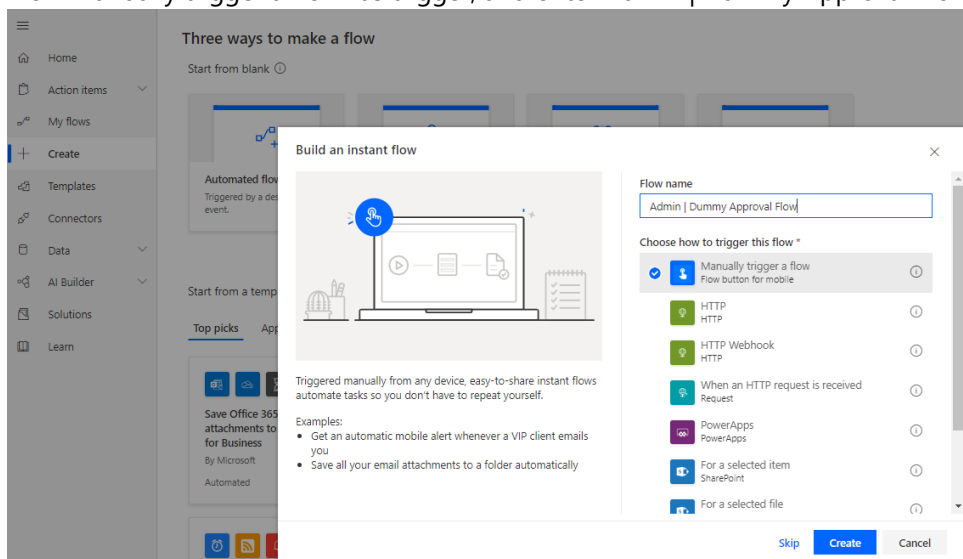 Three ways to make a flow
Start from blank
Home
Action items
My flows
Create
Templates
Connectors
Data
AI Builder
Solutions
Learn
Automated flow
Triggered by a des
event.
Start from a temp
Top picks App
Save Office 365
attachments to
for Business
By Microsoft
Automated
Build an instant flow
Triggered manually from any device, easy-to-share instant flows
automate tasks so you don't have to repeat yourself.
Examples:
• Get an automatic mobile alert whenever a VIP client emails
you
• Save all your email attachments to a folder automatically
Flow name
Admin | Dummy Approval Flow
Choose how to trigger this flow *
Manually trigger a flow
Flow button for mobile
HTTP
HTTP
HTTP Webhook
HTTP
When an HTTP request is received
Request
PowerApps
PowerApps
For a selected item
SharePoint
For a selected file
Skip Create Cancel